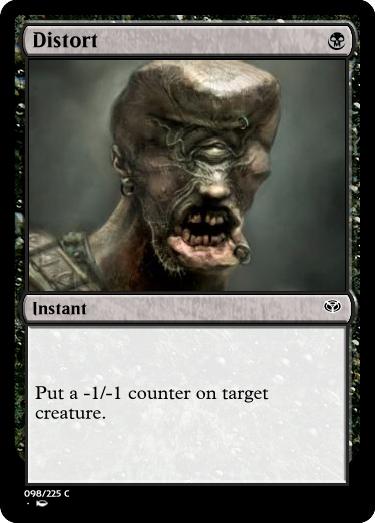 Distort
Instant
Put a -1/-1 counter on target
creature.
098/225 C